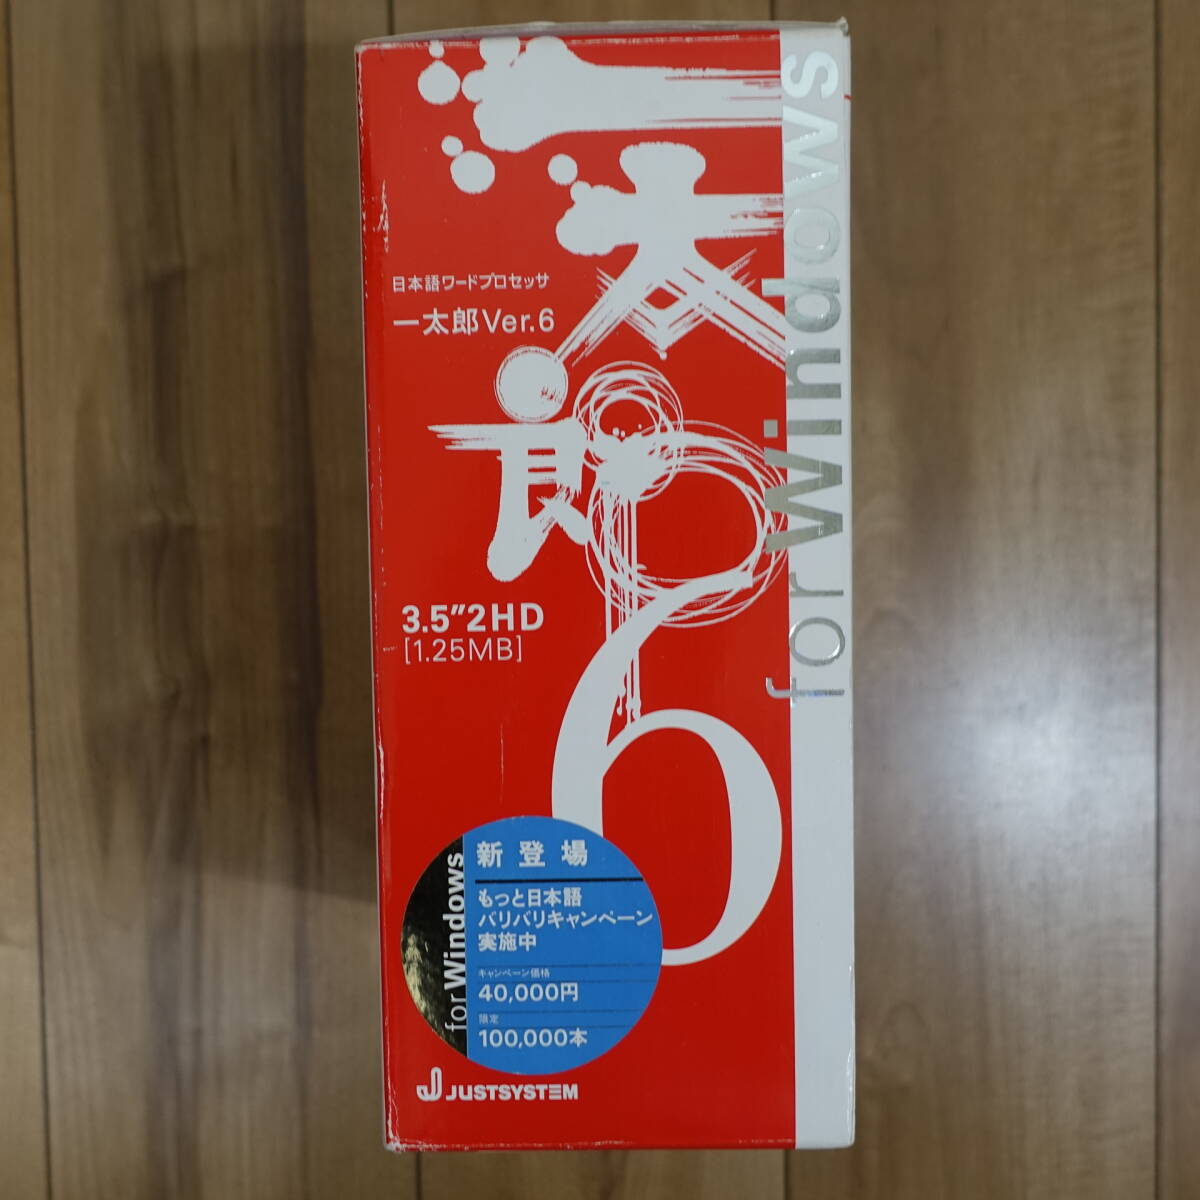 一太郎
6
for Windows
日本語ワードプロセッサ
一太郎Ver.6
3.5"2HD
[1.25MB]
for Windows
新登場
もっと日本語
バリバリキャンペーン
実施中
キャンペーン価格
40,000円
限定
100,000本
JUSTSYSTEM